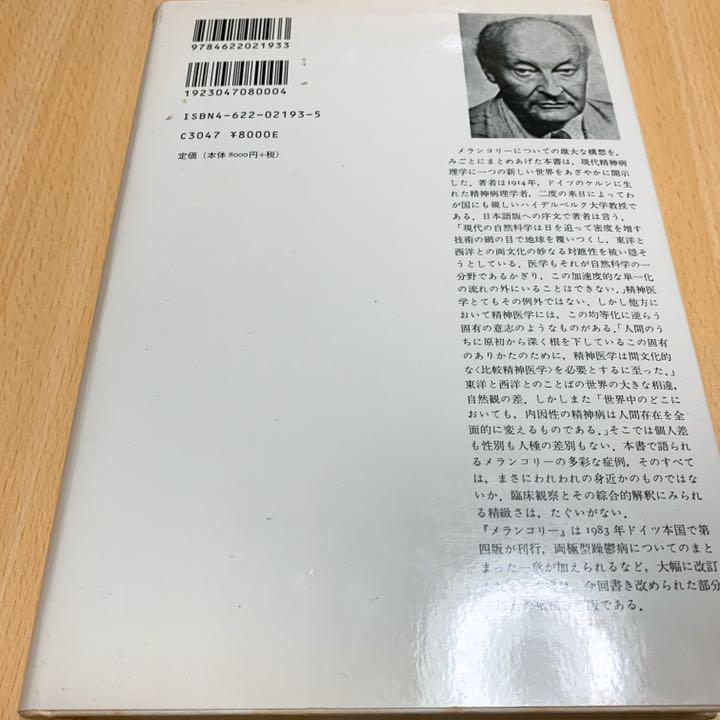 9784622021933
1923047080004
ISBN4-622-02193-5
C3047 ¥8000E
定価 (本体 8000円+税)
メランコリーについての雄大な構想を,
みごとにまとめあげた本書は, 現代精神病
理学に一つの新しい世界をあざやかに開示
した. 著者は1914年, ドイツのケルンに生
れた精神病理学者, 二度の来日によってわ
が国にも親しいハイデルベルク大学教授で
ある. 日本語版への序文で著者は言う.
「現代の自然科学は日を追って密度を増す
技術の網の目で地球を覆いつくし, 東洋と
西洋との両文化の妙なる対蹠性を被い隠そ
うとしている. 医学もそれが自然科学の一
分野であるかぎり, この加速度的な単一化
の流れの外にいることはできない.」精神医
学とてもその例外ではない. しかし他方に
おいて精神医学には, この均等化に逆らう
固有の意志のようなものがある.「人間のう
ちに原初から深く根を下しているこの固有
のありかたのために, 精神医学は間文化的
な〈比較精神医学〉を必要とするに至った.」
東洋と西洋とのことばの世界の大きな相違,
自然観の差. しかしまた「世界中のどこに
おいても, 内因性の精神病は人間存在を全
面的に変えるものである.」そこでは個人差
も性別も人種の差別もない. 本書で語られ
るメランコリーの多彩な症例, そのすべて
は, まさにわれわれの身近かのものではな
いか. 臨床観察とその綜合的解釈にみられ
る精緻さは, たぐいがない.
『メランコリー』は1983年ドイツ本国で第
四版が刊行, 両極型躁鬱病についてのまと
まった一章が加えられるなど, 大幅に改訂
今回書き改められた部分
版である.